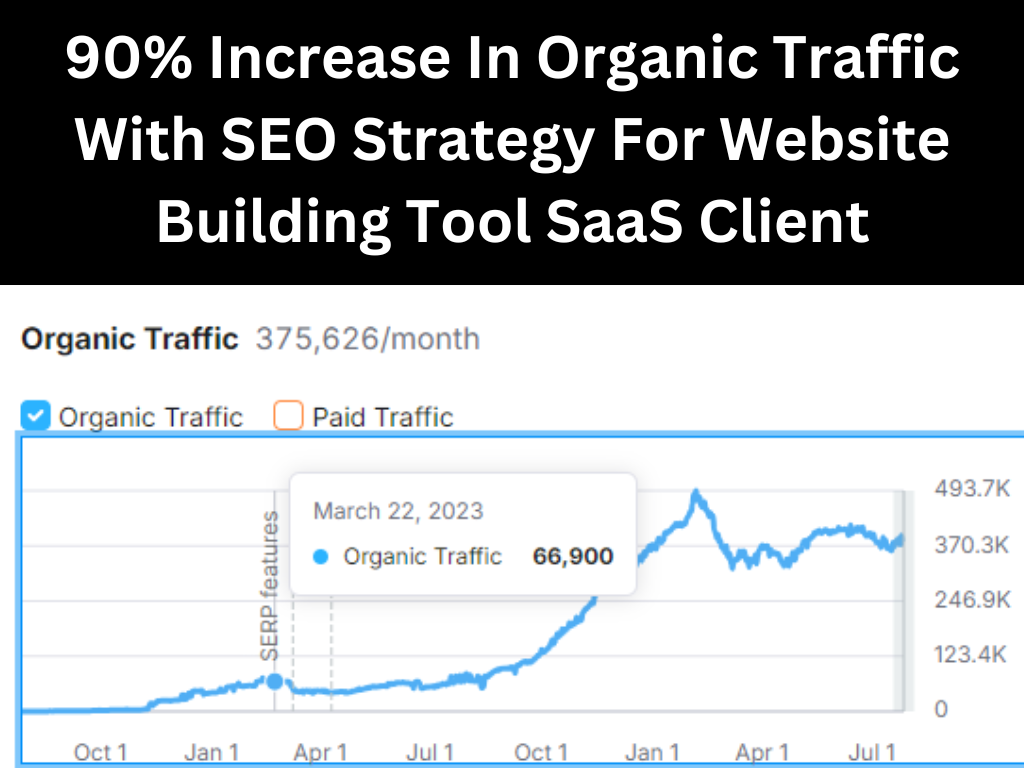 90% Increase In Organic Traffic
With SEO Strategy For Website
Building Tool SaaS Client
Organic Traffic 375,626/month
Organic Traffic Paid Traffic
March 22, 2023
Organic Traffic 66,900
SERP features
493.7K
370.3K
246.9K
123.4K
0
Oct 1 Jan 1 Apr 1 Jul 1 Oct 1 Jan 1 Apr 1 Jul 1